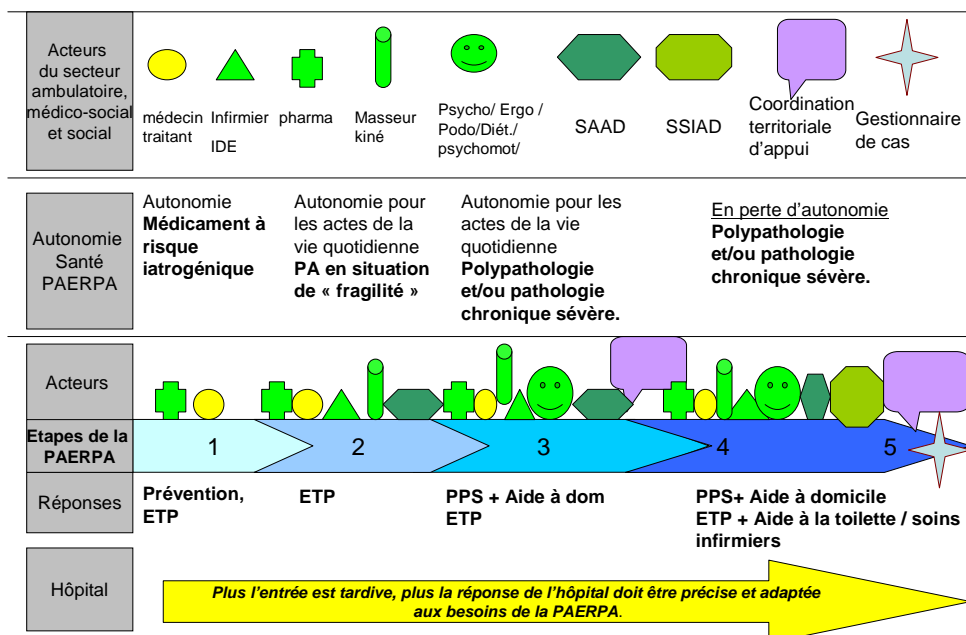 Acteurs
du secteur
ambulatoire,
médico-social
et social
médecin
traitant
Infirmier
IDE
pharma
Masseur
kiné
Psycho/ Ergo /
Podo/Diét./
psychomot/
SAAD
SSIAD
Coordination
territoriale
d'appui
Gestionnaire
de cas
Autonomie
Santé
PAERPA
Autonomie
Médicament à
risque
iatrogénique
Autonomie pour
les actes de la
vie quotidienne
PA en situation
de « fragilité »
Autonomie pour les
actes de la vie
quotidienne
Polypathologie
et/ou pathologie
chronique sévère.
En perte d'autonomie
Polypathologie
et/ou pathologie
chronique sévère.
Acteurs
Etapes de la
PAERPA
1
2
3
4
5
Réponses
Prévention,
ETP
ETP
PPS + Aide à dom
ETP
PPS+ Aide à domicile
ETP + Aide à la toilette / soins
infirmiers
Hôpital
Plus l'entrée est tardive, plus la réponse de l'hôpital doit être précise et adaptée
aux besoins de la PAERPA.